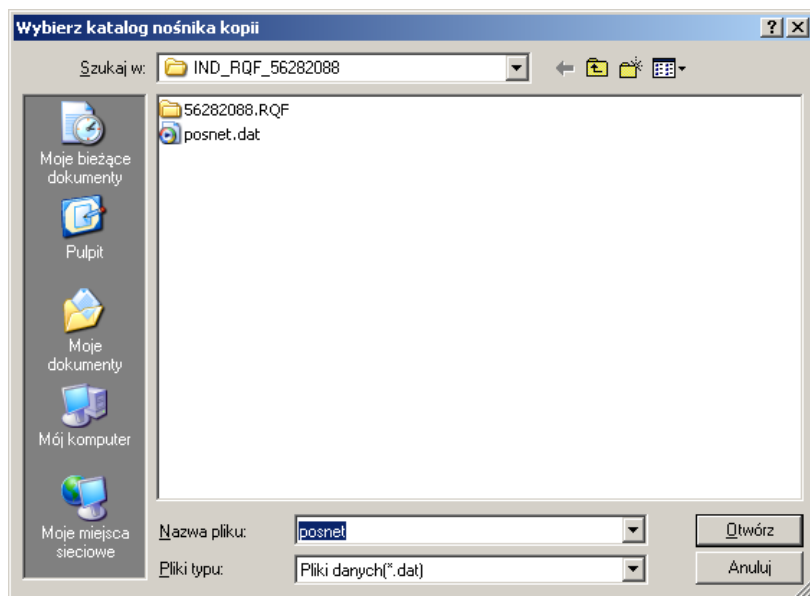 Wybierz katalog nośnika kopii
Szukaj w:
IND_RQF_56282088
56282088.RQF
posnet.dat
Moje bieżące
dokumenty
Pulpit
Moje
dokumenty
Mój komputer
Moje miejsca
sieciowe
Nazwa pliku:
posnet
Otwórz
Pliki typu:
Pliki danych(*.dat)
Anuluj